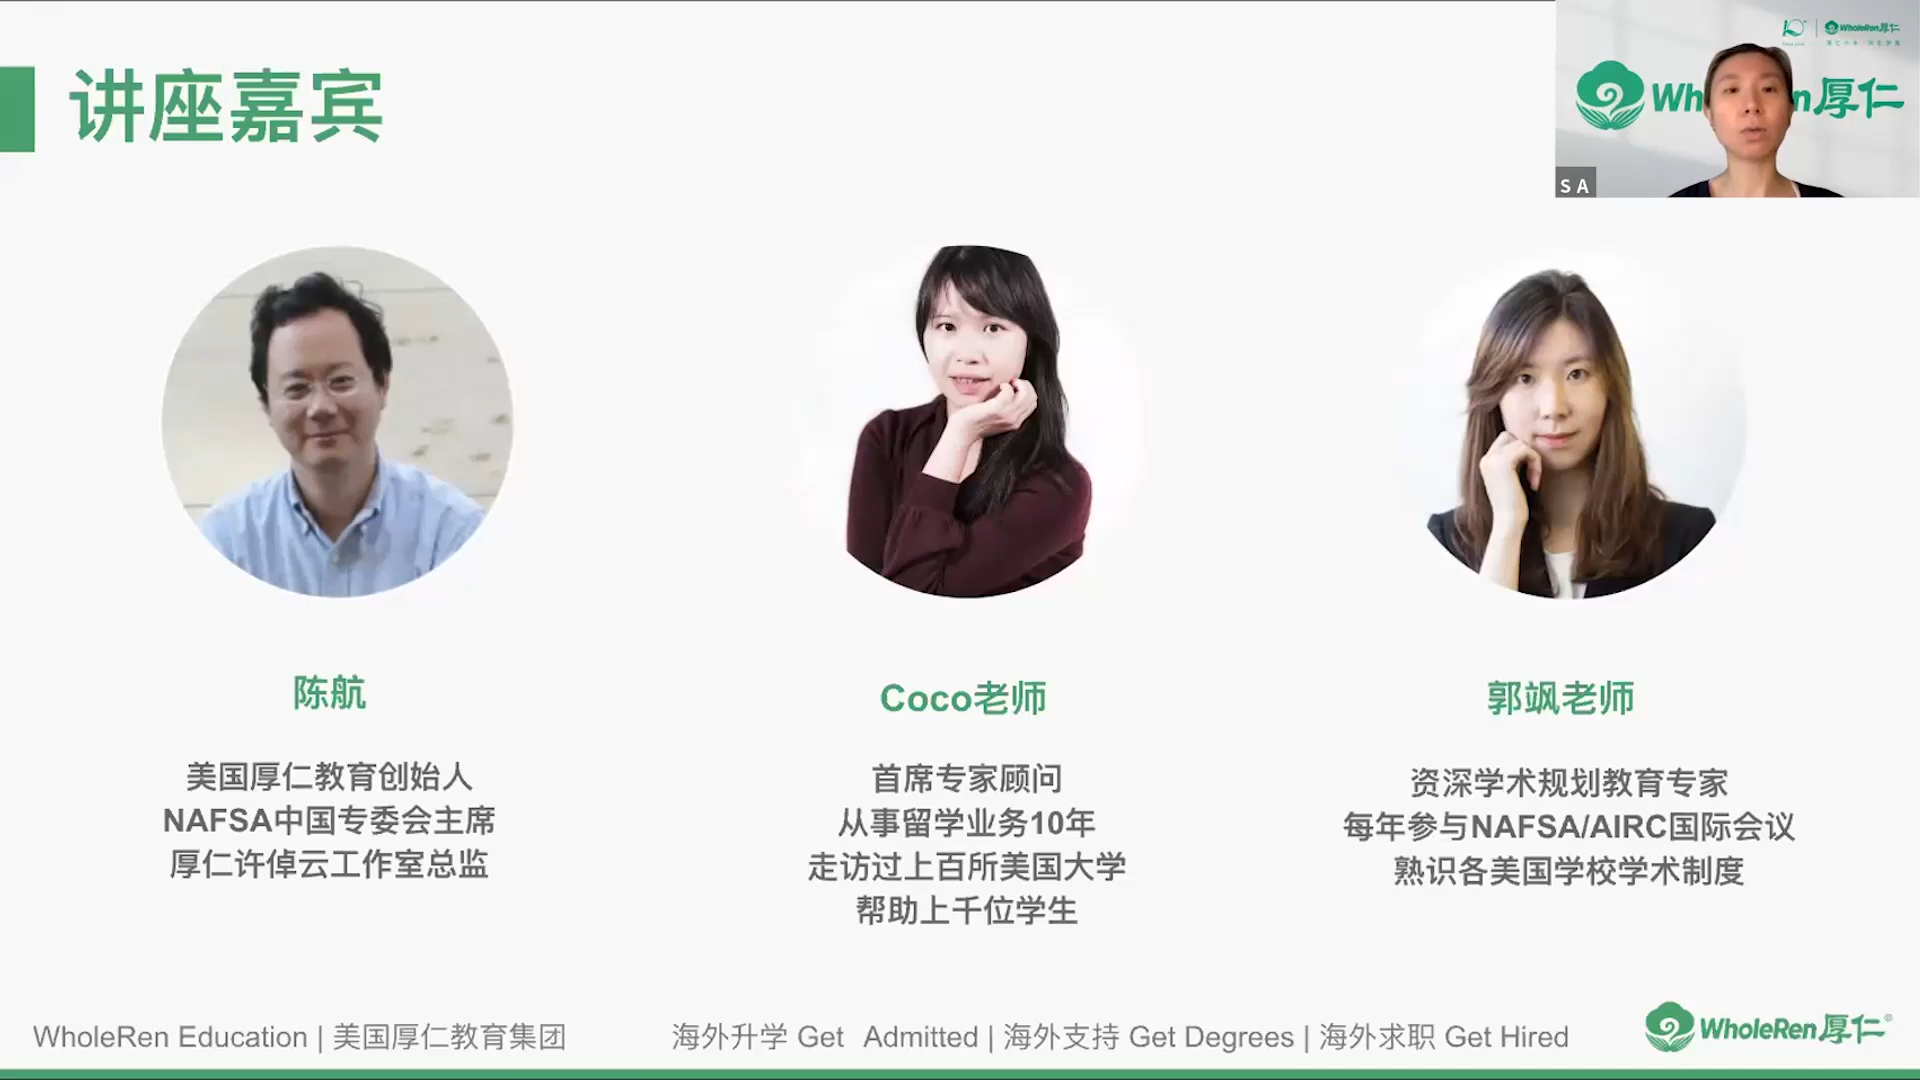 讲座嘉宾
WholeRen厚仁
Wh n厚仁
S A
陈航
美国厚仁教育创始人
NAFSA中国专委会主席
厚仁许倬云工作室总监
Coco老师
首席专家顾问
从事留学业务10年
走访过上百所美国大学
帮助上千位学生
郭飒老师
资深学术规划教育专家
每年参与NAFSA/AIRC国际会议
熟识各美国学校学术制度
WholeRen Education | 美国厚仁教育集团
海外升学 Get Admitted | 海外支持 Get Degrees | 海外求职 Get Hired
WholeRen厚仁®